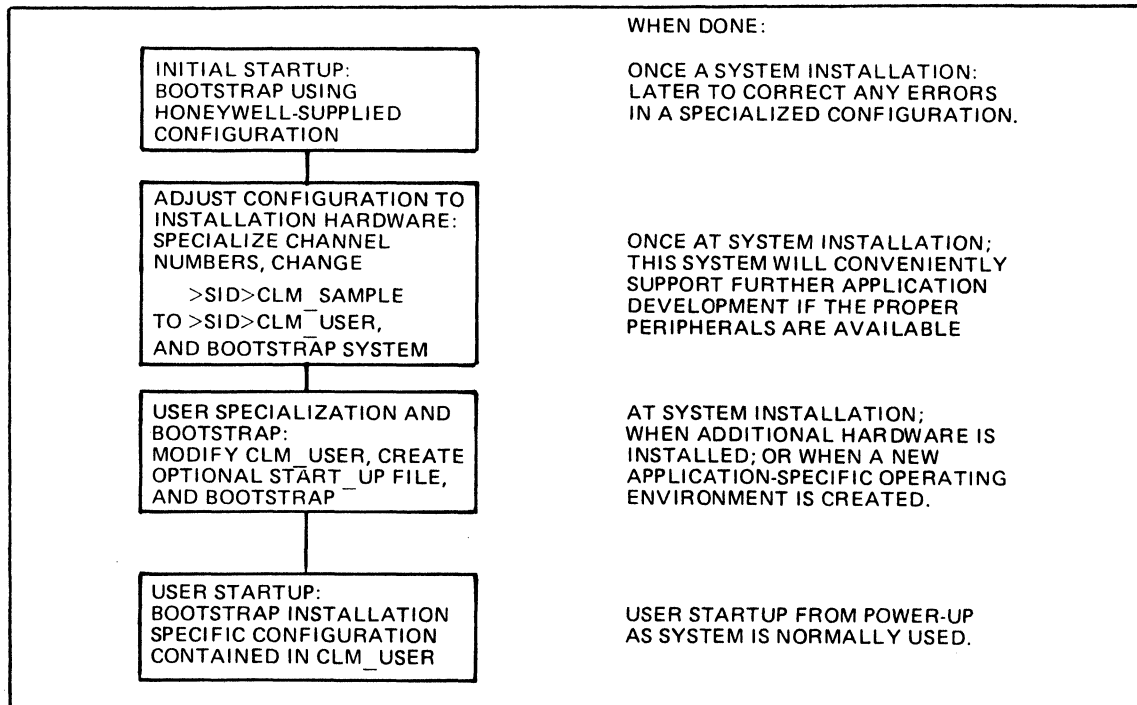 WHEN DONE:
INITIAL STARTUP:
BOOTSTRAP USING
HONEYWELL-SUPPLIED
CONFIGURATION
ONCE A SYSTEM INSTALLATION:
LATER TO CORRECT ANY ERRORS
IN A SPECIALIZED CONFIGURATION.
ADJUST CONFIGURATION TO
INSTALLATION HARDWARE:
SPECIALIZE CHANNEL
NUMBERS, CHANGE
>SID>CLM_SAMPLE
TO >SID>CLM_USER,
AND BOOTSTRAP SYSTEM
ONCE AT SYSTEM INSTALLATION;
THIS SYSTEM WILL CONVENIENTLY
SUPPORT FURTHER APPLICATION
DEVELOPMENT IF THE PROPER
PERIPHERALS ARE AVAILABLE
USER SPECIALIZATION AND
BOOTSTRAP:
MODIFY CLM_USER, CREATE
OPTIONAL START_UP FILE,
AND BOOTSTRAP
AT SYSTEM INSTALLATION;
WHEN ADDITIONAL HARDWARE IS
INSTALLED; OR WHEN A NEW
APPLICATION-SPECIFIC OPERATING
ENVIRONMENT IS CREATED.
USER STARTUP:
BOOTSTRAP INSTALLATION
SPECIFIC CONFIGURATION
CONTAINED IN CLM_USER
USER STARTUP FROM POWER-UP
AS SYSTEM IS NORMALLY USED.